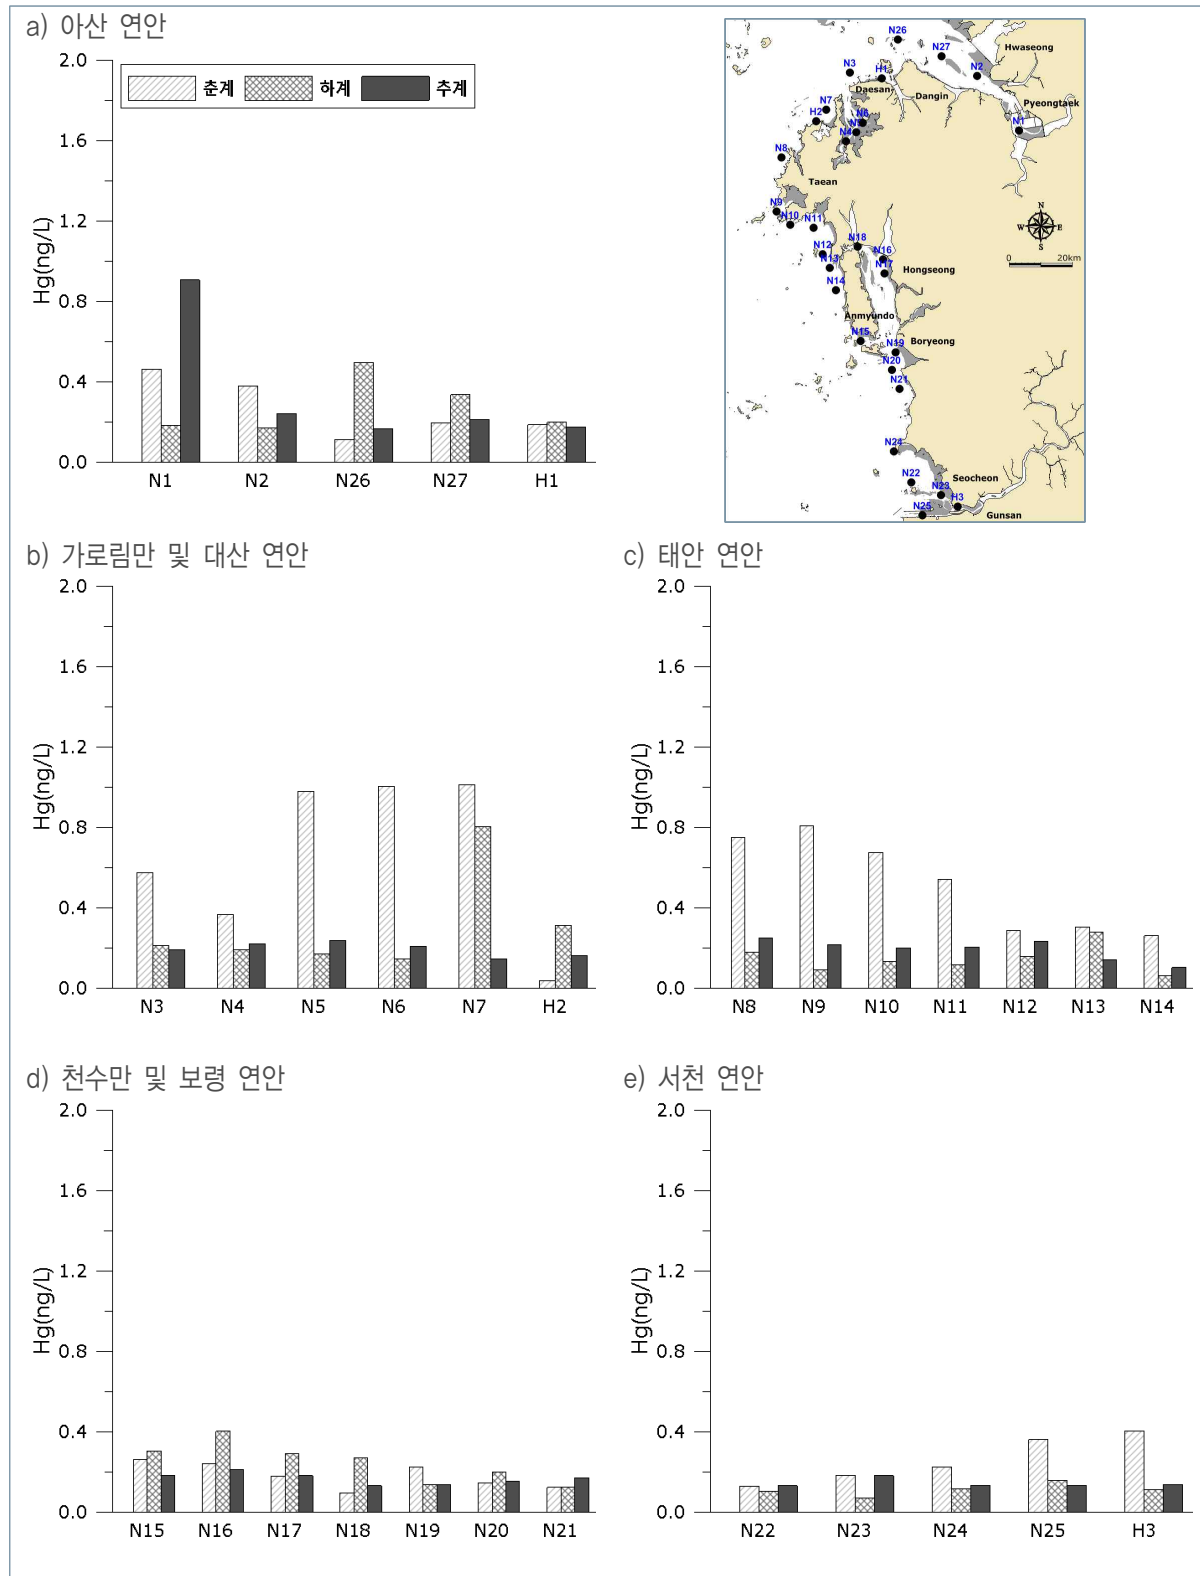 a) 아산 연안
2.0
1.6
1.2
0.8
0.4
0.0
Hg(ng/L)
춘계 하계 추계
N1 N2 N26 N27 H1
N26
N27
Hwaseong
N3
H1
N2
Daesan
Dangin
Pyeongtaek
N7
H2
N6
N5
N4
N1
N8
Taean
N9
N10
N11
N
W E
S
N18
N12
N16
N13
N17
Hongseong
0 20km
N14
Anmyundo
N15
N19
Boryeong
N20
N21
N24
N22
Seocheon
N23
H3
N25
Gunsan
b) 가로림만 및 대산 연안
2.0
1.6
1.2
0.8
0.4
0.0
Hg(ng/L)
N3 N4 N5 N6 N7 H2
c) 태안 연안
2.0
1.6
1.2
0.8
0.4
0.0
Hg(ng/L)
N8 N9 N10 N11 N12 N13 N14
d) 천수만 및 보령 연안
2.0
1.6
1.2
0.8
0.4
0.0
Hg(ng/L)
N15 N16 N17 N18 N19 N20 N21
e) 서천 연안
2.0
1.6
1.2
0.8
0.4
0.0
Hg(ng/L)
N22 N23 N24 N25 H3